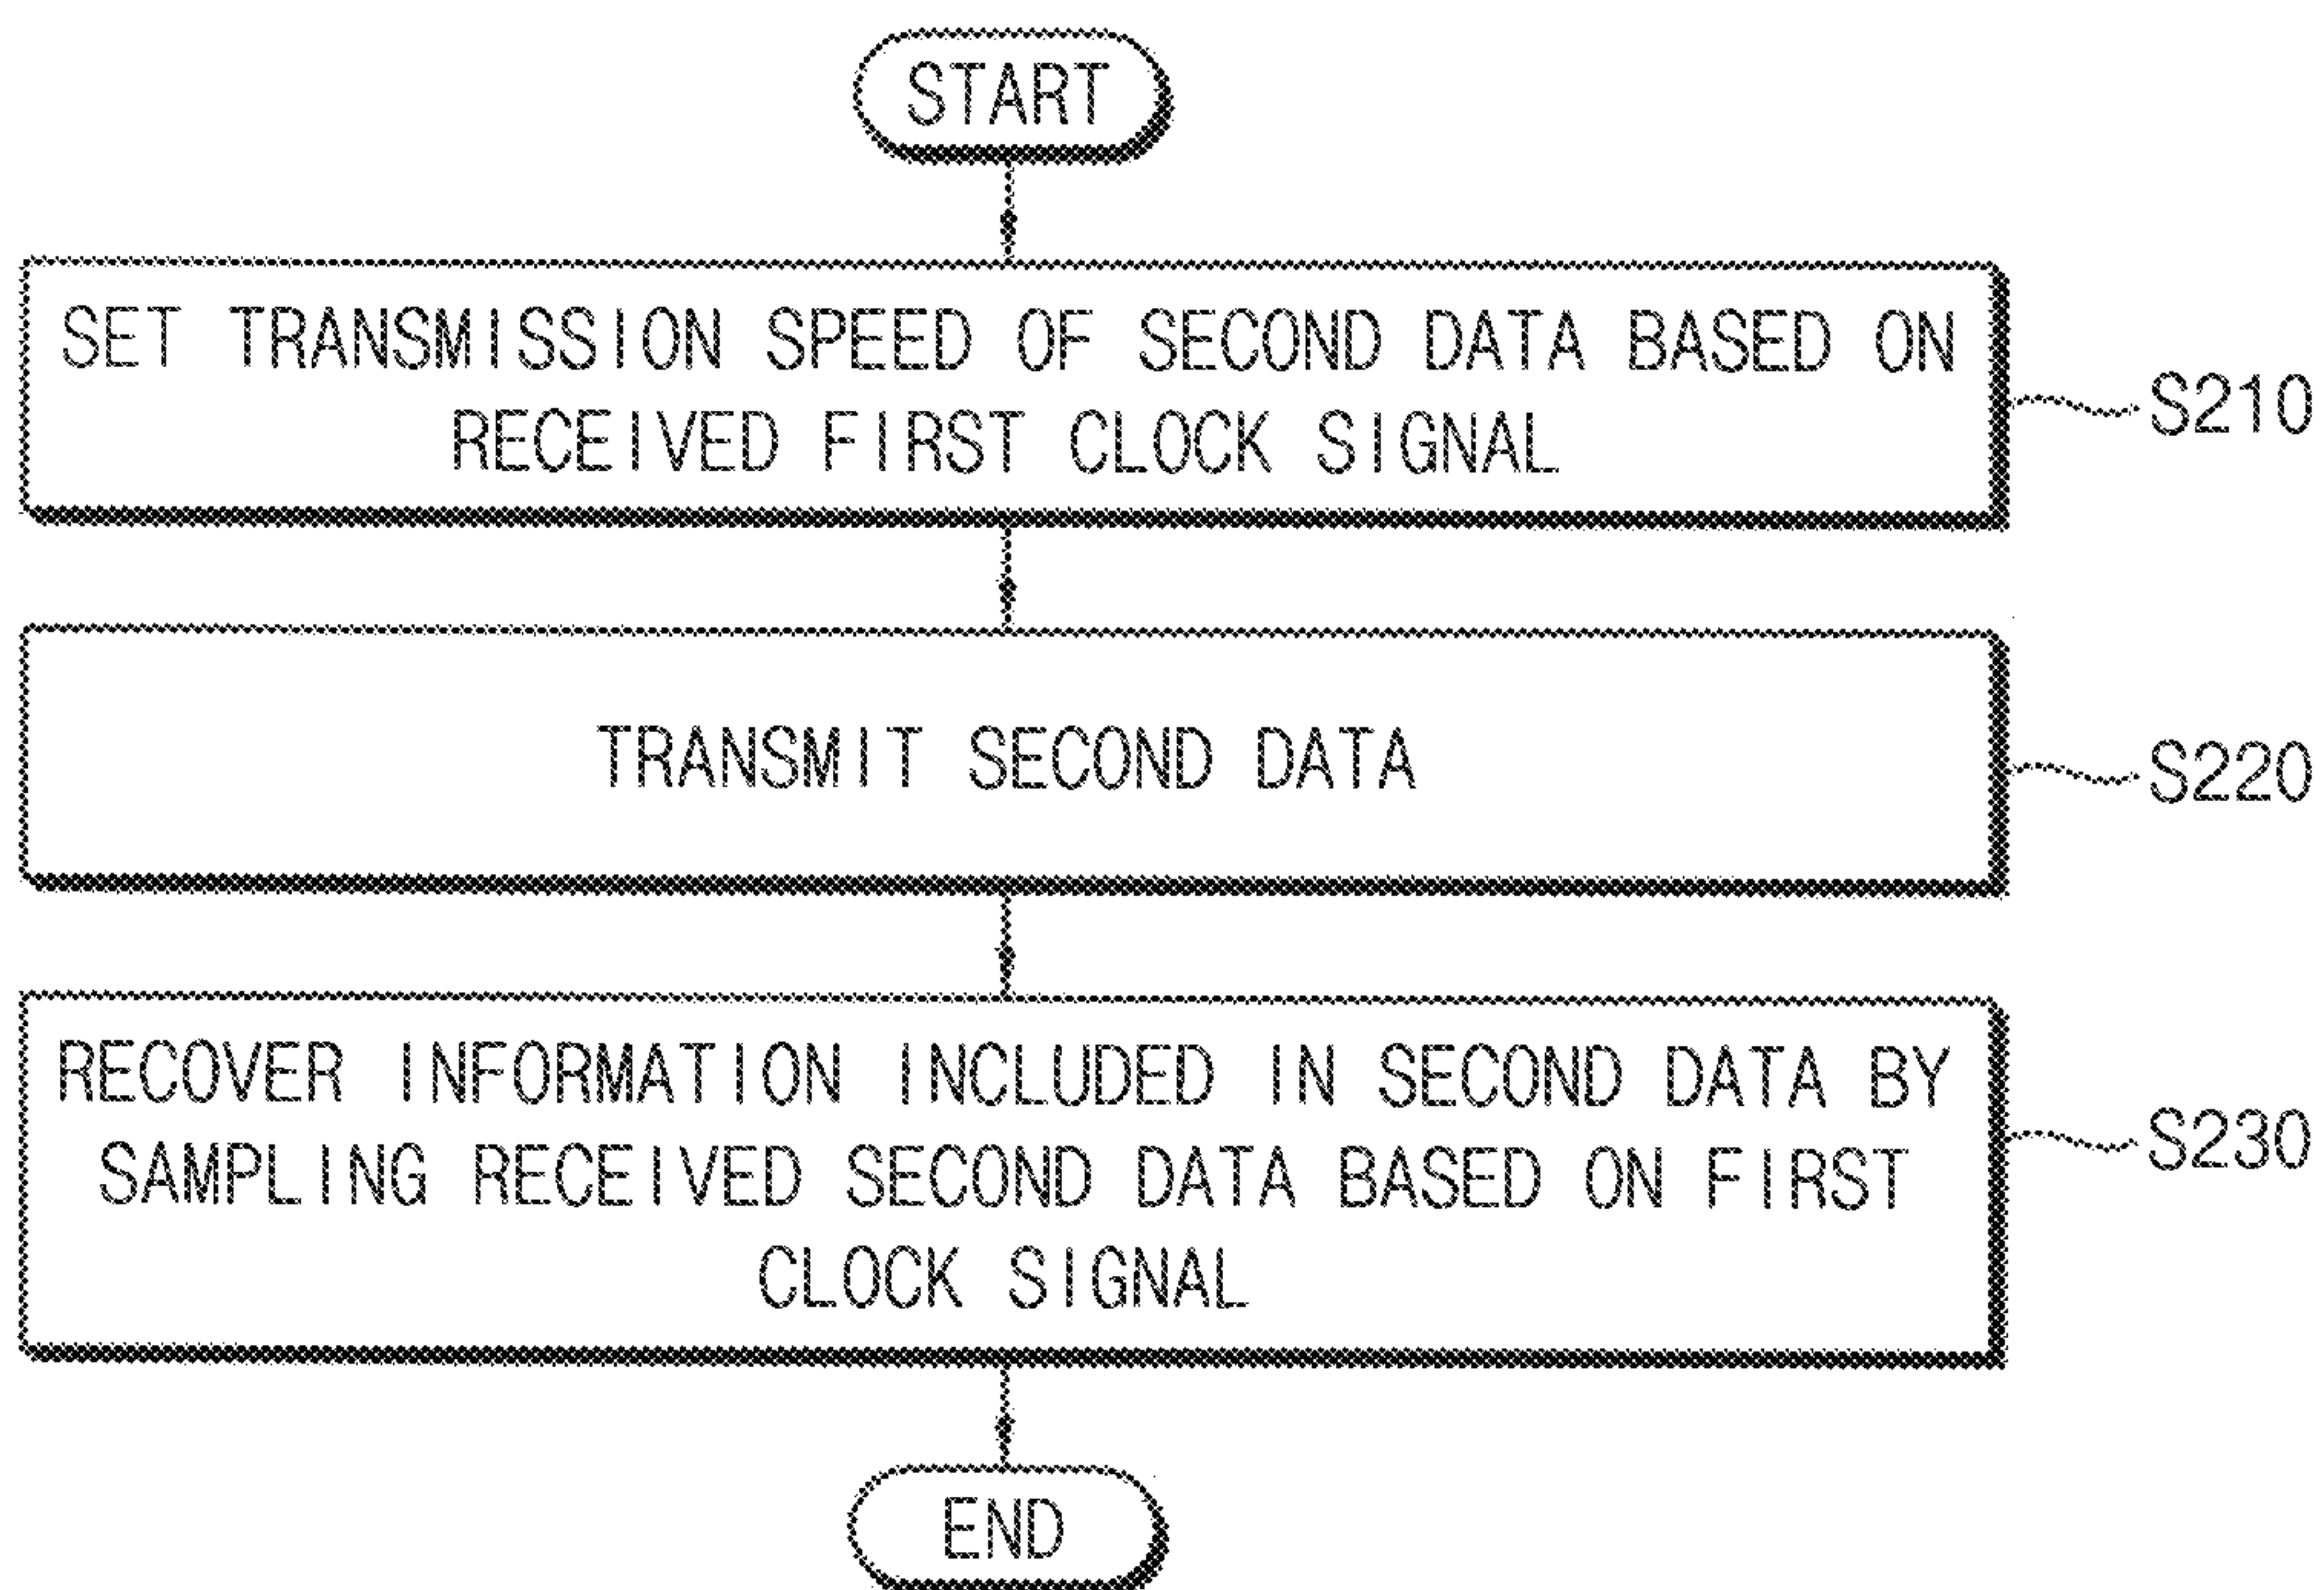 START
SET TRANSMISSION SPEED OF SECOND DATA BASED ON
RECEIVED FIRST CLOCK SIGNAL
S210
TRANSMIT SECOND DATA
S220
RECOVER INFORMATION INCLUDED IN SECOND DATA BY
SAMPLING RECEIVED SECOND DATA BASED ON FIRST
CLOCK SIGNAL
S230
END